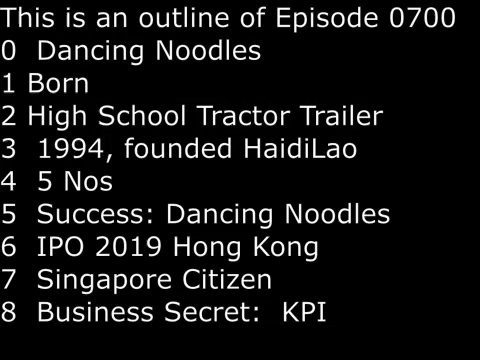 This is an outline of Episode 0700
0  Dancing Noodles
1 Born
2 High School Tractor Trailer
3  1994, founded HaidiLao
4  5 Nos
5  Success: Dancing Noodles
6  IPO 2019 Hong Kong
7  Singapore Citizen
8  Business Secret:  KPI